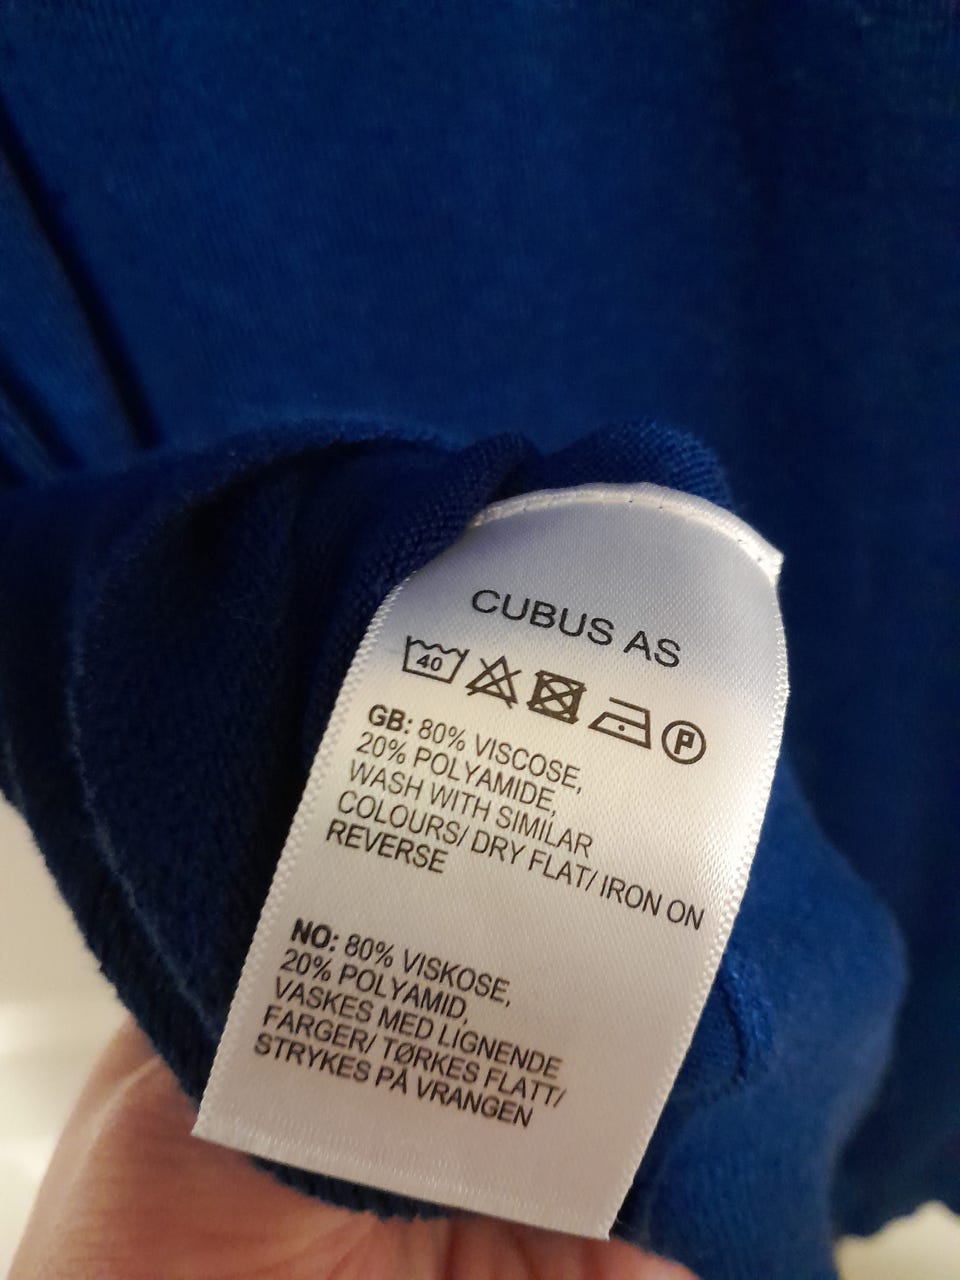 CUBUS AS
40 P
GB: 80% VISCOSE,
20% POLYAMIDE,
WASH WITH SIMILAR
COLOURS/ DRY FLAT/ IRON ON
REVERSE
NO: 80% VISKOSE,
20% POLYAMID,
VASKES MED LIGNENDE
FARGER/ TØRKES FLATT/
STRYKES PÅ VRANGEN